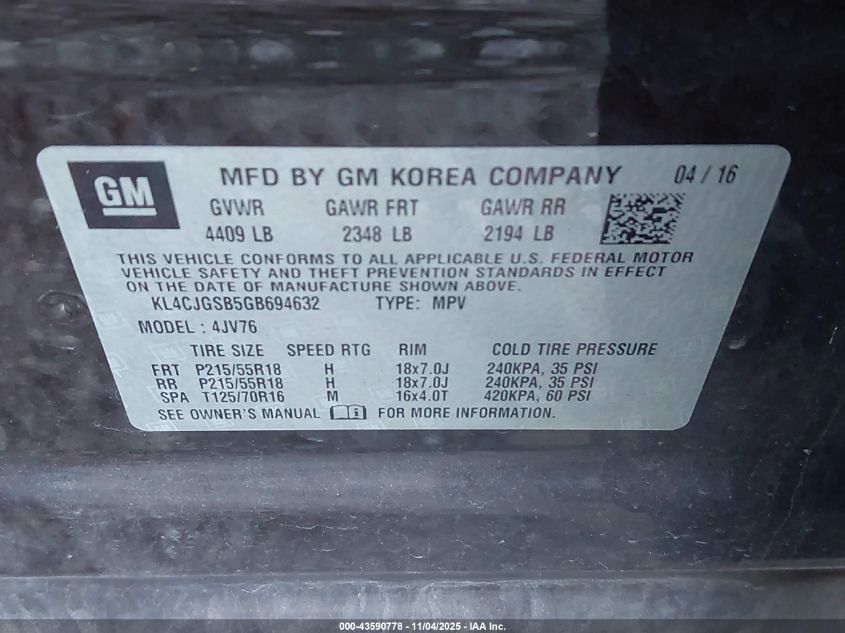 GM MFD BY GM KOREA COMPANY 04 / 16
GVWR GAWR FRT GAWR RR
4409 LB 2348 LB 2194 LB
THIS VEHICLE CONFORMS TO ALL APPLICABLE U.S. FEDERAL MOTOR
VEHICLE SAFETY AND THEFT PREVENTION STANDARDS IN EFFECT
ON THE DATE OF MANUFACTURE SHOWN ABOVE.
KL4CJGSB5GB694632 TYPE: MPV
MODEL : 4JV76
TIRE SIZE SPEED RTG RIM COLD TIRE PRESSURE
FRT P215/55R18 H 18x7.0J 240KPA, 35 PSI
RR P215/55R18 H 18x7.0J 240KPA, 35 PSI
SPA T125/70R16 M 16x4.0T 420KPA, 60 PSI
SEE OWNER'S MANUAL FOR MORE INFORMATION.
000-43590778 - 11/04/2025 - IAA Inc.